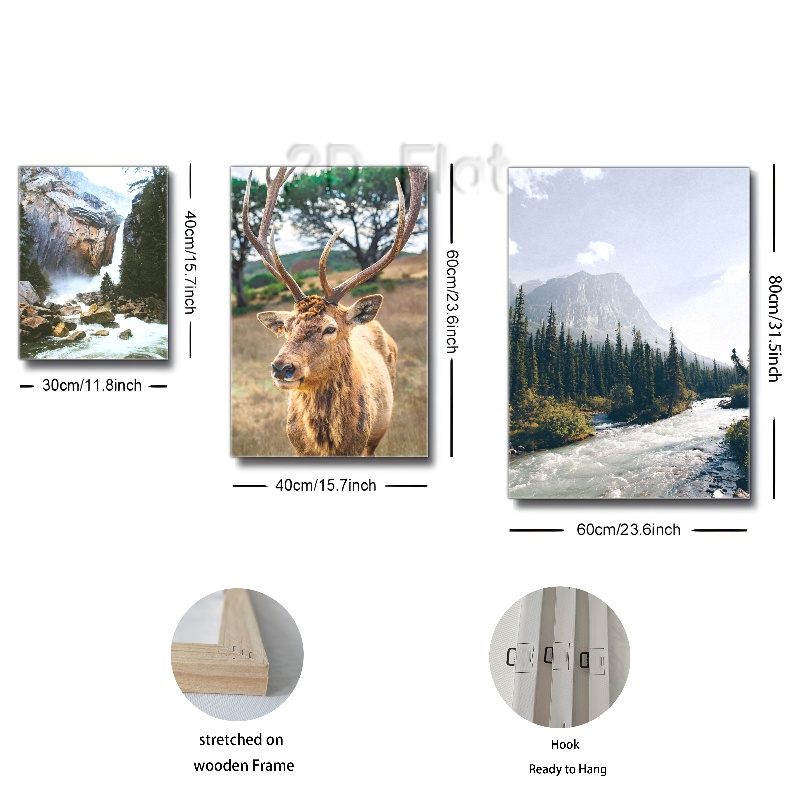 2D Flat
40cm/15.7inch
30cm/11.8inch
60cm/23.6inch
40cm/15.7inch
80cm/31.5inch
60cm/23.6inch
stretched on
wooden Frame
Hook
Ready to Hang